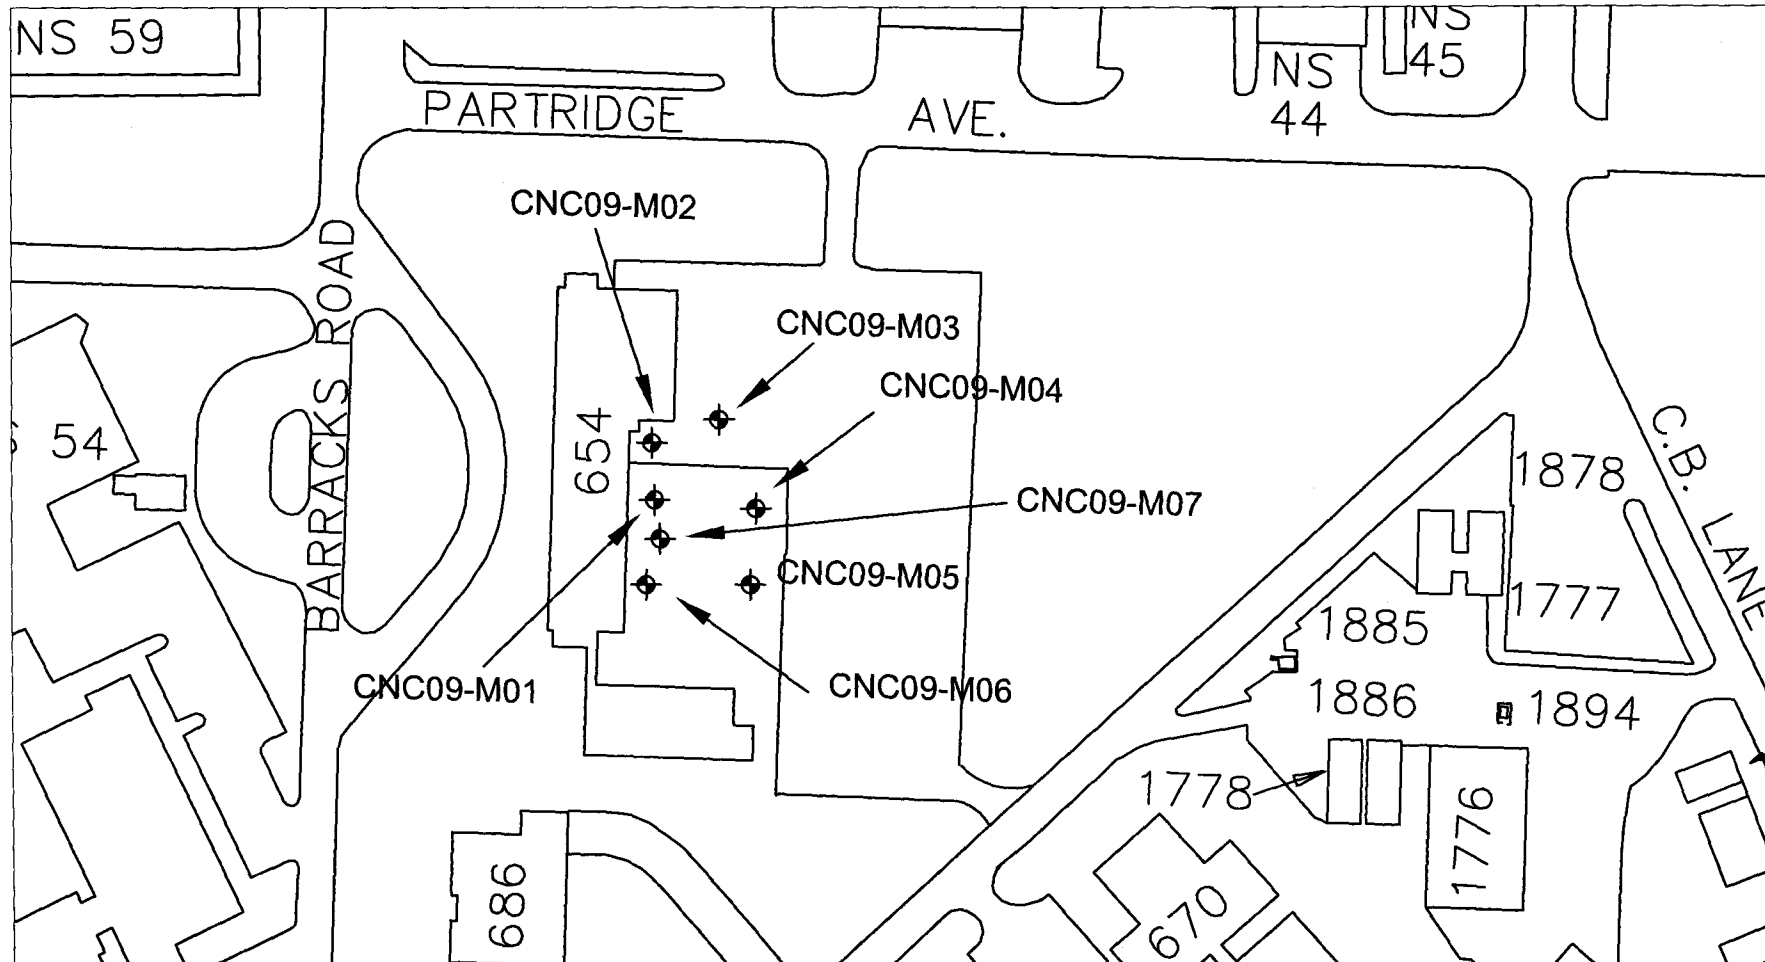 NS 59
NS
45
NS
44
PARTRIDGE AVE.
CNC09-M02
BARRACKS ROAD
CNC09-M03
CNC09-M04
654
54
C.B. LANE
1878
CNC09-M07
CNC09-M05
1777
1885
CNC09-M01
CNC09-M06
1886
1894
1778
1776
686
670